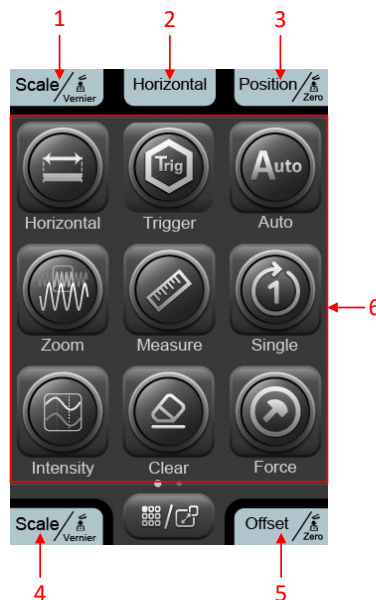 1 2 3
Scale/Vernier Horizontal Position/Zero
Horizontal Trig Trigger Auto Auto
Zoom Measure 1 Single
6
Intensity Clear Force
Scale/Vernier Offset/Zero
4 5